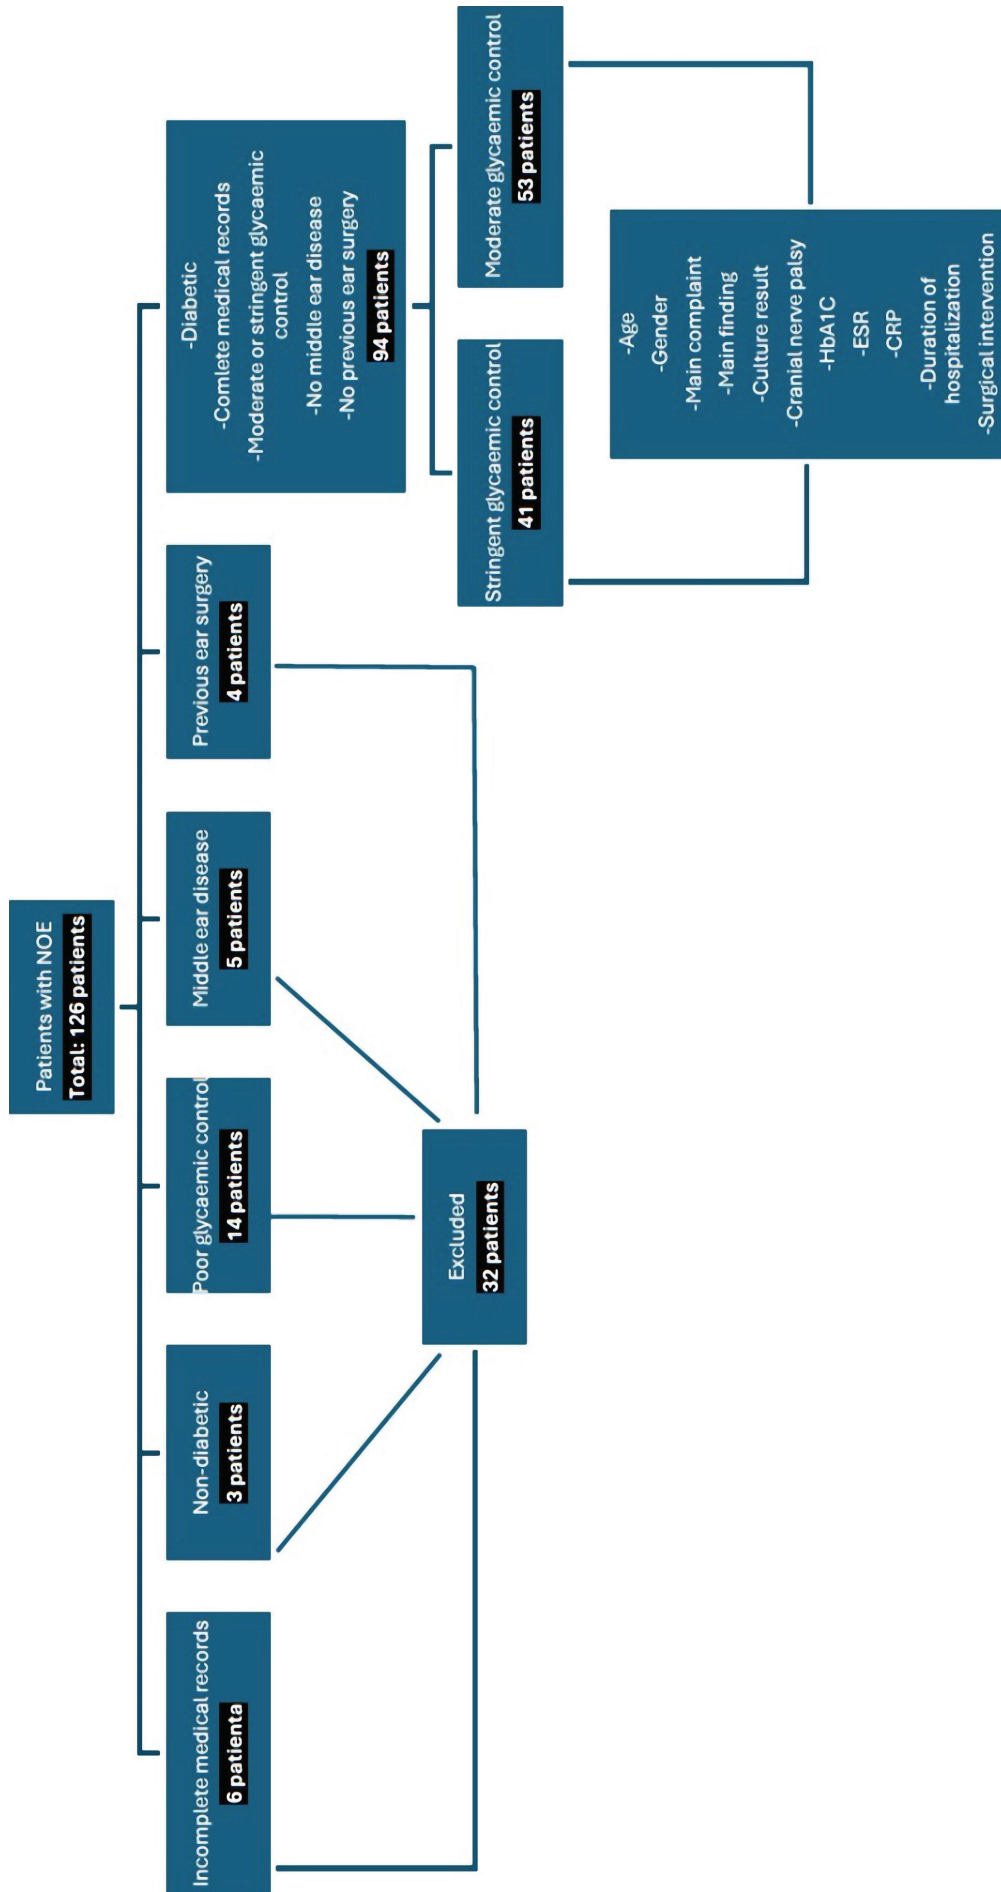 Patients with NOE
Total: 126 patients
Incomplete medical records
6 patienta
Non-diabetic
3 patients
Poor glycaemic control
14 patients
Middle ear disease
5 patients
Previous ear surgery
4 patients
-Diabetic
-Comlete medical records
-Moderate or stringent glycaemic
control
-No middle ear disease
-No previous ear surgery
94 patients
Excluded
32 patients
Stringent glycaemic control
41 patients
Moderate glycaemic control
53 patients
-Age
-Gender
-Main complaint
-Main finding
-Culture result
-Cranial nerve palsy
-HbA1C
-ESR
-CRP
-Duration of
hospitalization
-Surgical intervention